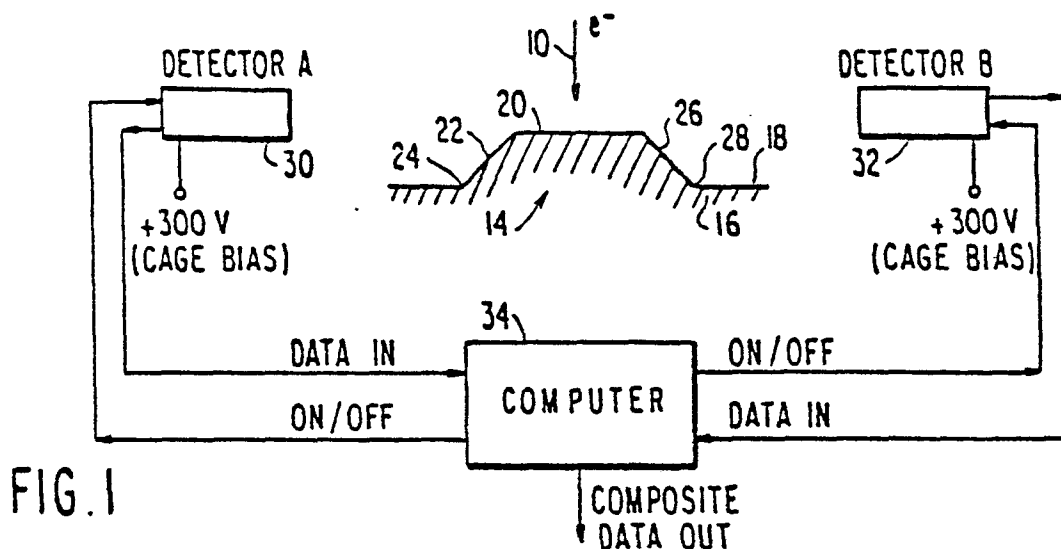 10
e⁻
DETECTOR A
DETECTOR B
20
26
22
28
18
24
30
32
+300 V
(CAGE BIAS)
14
16
+300 V
(CAGE BIAS)
34
DATA IN
ON/OFF
COMPUTER
ON/OFF
DATA IN
FIG. 1
COMPOSITE
DATA OUT